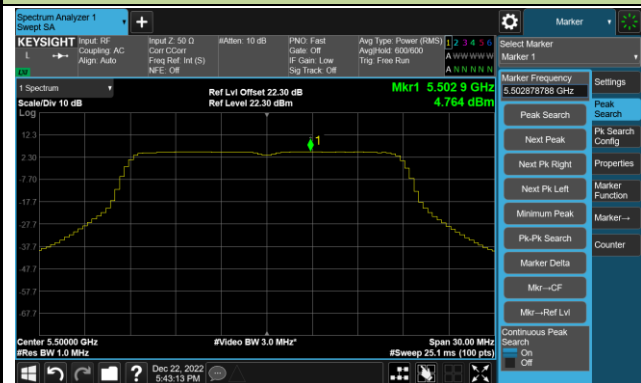 Spectrum Analyzer 1
Swept SA
+
Marker
KEYSIGHT
L
LW
Input: RF
Coupling: AC
Align: Auto
Input Z: 50 Ω
Corr CCorr
Freq Ref: Int (S)
NFE: Off
#Atten: 10 dB
PNO: Fast
Gate: Off
IF Gain: Low
Sig Track: Off
Avg Type: Power (RMS)
Avg|Hold: 600/600
Trig: Free Run
1 2 3 4 5 6
A W W W W W
A N N N N N
Select Marker
Marker 1
1 Spectrum
Scale/Div 10 dB
Log
Ref Lvl Offset 22.30 dB
Ref Level 22.30 dBm
Mkr1 5.502 9 GHz
4.764 dBm
12.3
2.30
-7.70
-17.7
-27.7
-37.7
-47.7
-57.7
-67.7
1
Center 5.50000 GHz
#Res BW 1.0 MHz
#Video BW 3.0 MHz*
Span 30.00 MHz
#Sweep 25.1 ms (100 pts)
Marker Frequency
5.502878788 GHz
Peak Search
Next Peak
Next Pk Right
Next Pk Left
Minimum Peak
Pk-Pk Search
Marker Delta
Mkr→CF
Mkr→Ref Lvl
Continuous Peak
Search
On
Off
Settings
Peak
Search
Pk Search
Config
Properties
Marker
Function
Marker→
Counter
?
Dec 22, 2022
5:43:13 PM